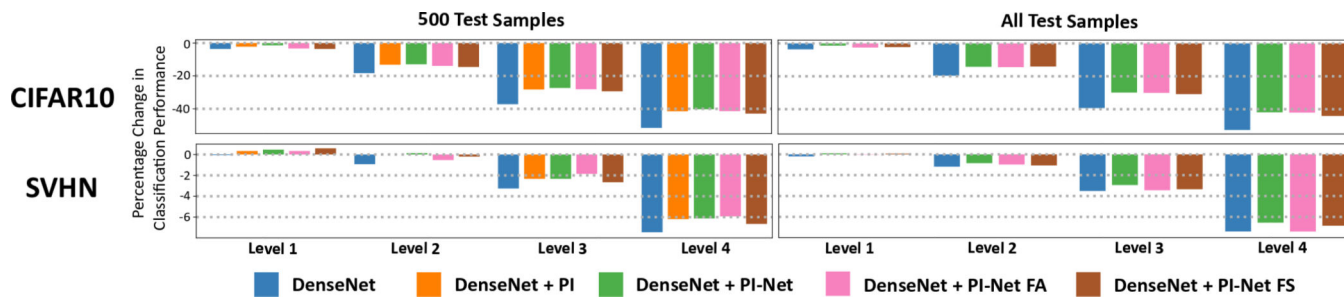 500 Test Samples
All Test Samples
CIFAR10
SVHN
Percentage Change in
Classification Performance
0
-20
-40
0
-2
-4
-6
0
0
Level 1
Level 2
Level 3
Level 4
Level 1
Level 2
Level 3
Level 4
DenseNet
DenseNet + PI
DenseNet + PI-Net
DenseNet + PI-Net FA
DenseNet + PI-Net FS